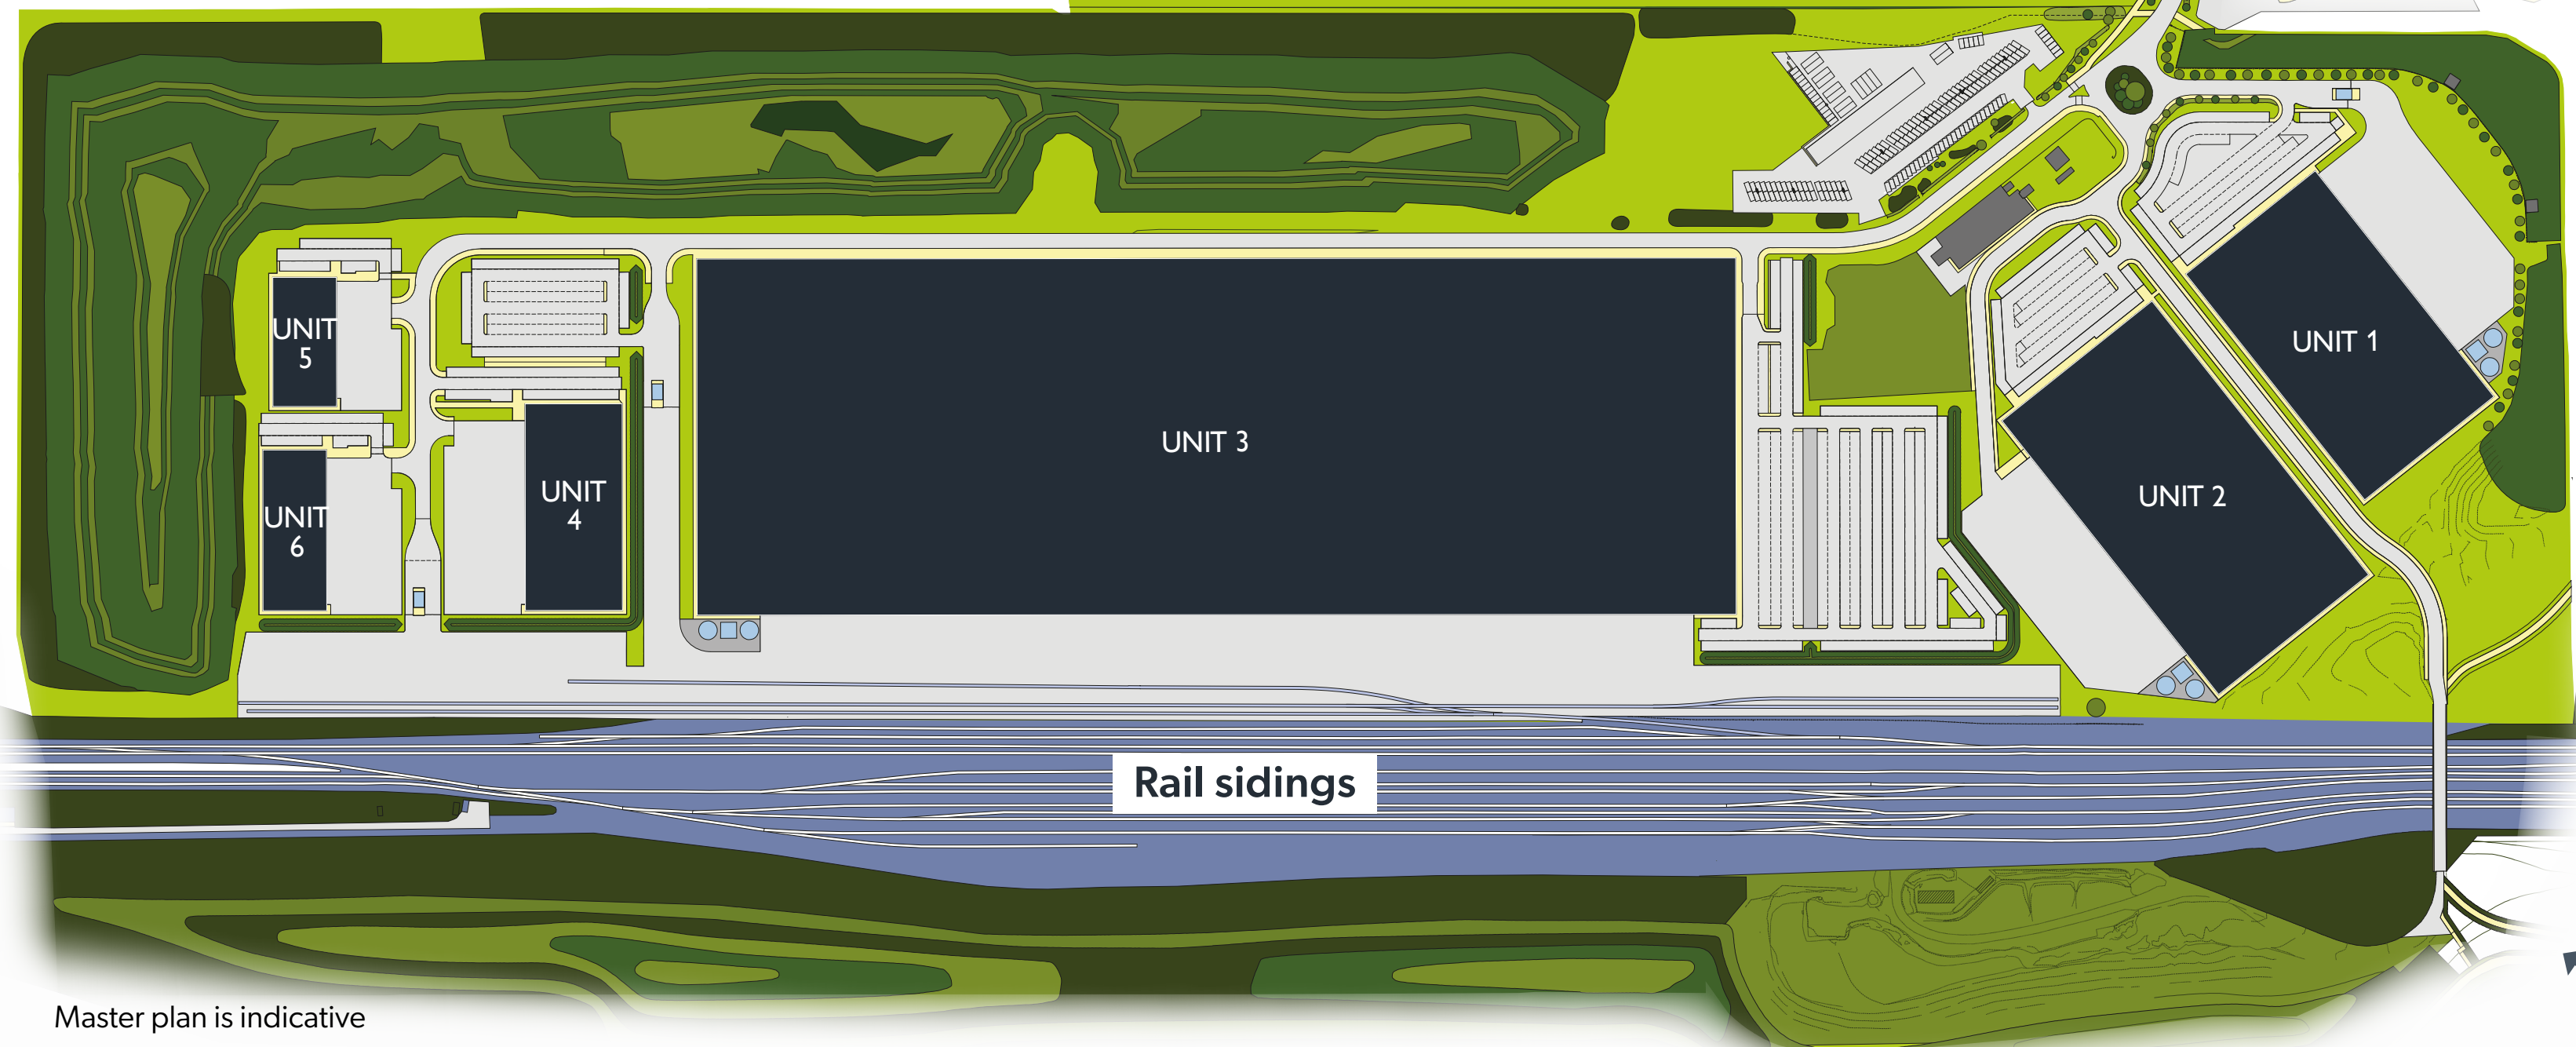 UNIT
5
UNIT
6
UNIT
4
UNIT 3
UNIT 2
UNIT 1
Rail sidings
Master plan is indicative